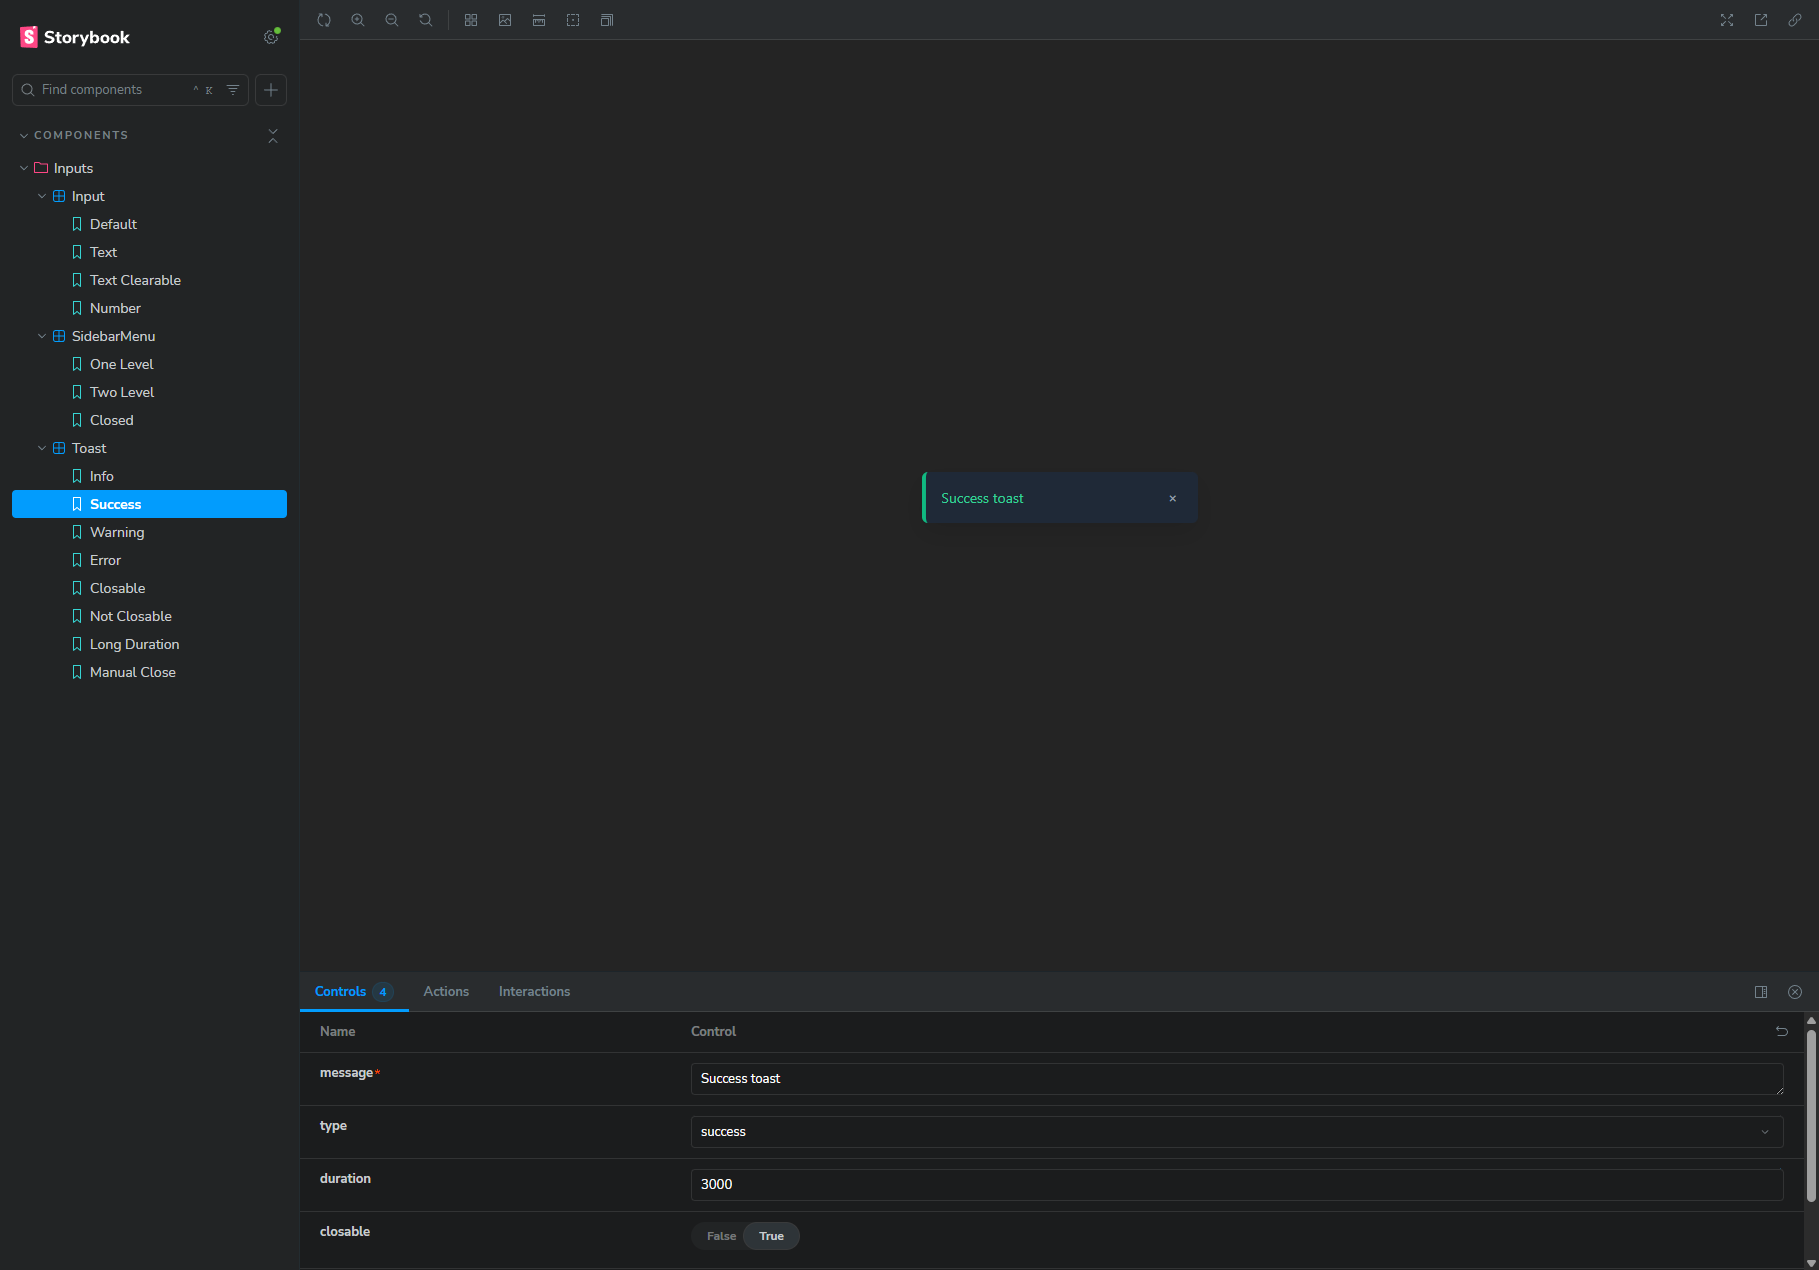 Storybook
Find components ^ K
COMPONENTS
Inputs
Input
Default
Text
Text Clearable
Number
SidebarMenu
One Level
Two Level
Closed
Toast
Info
Success
Warning
Error
Closable
Not Closable
Long Duration
Manual Close
Success toast ×
Controls 4 Actions Interactions
Name Control
message* Success toast
type success
duration 3000
closable False True